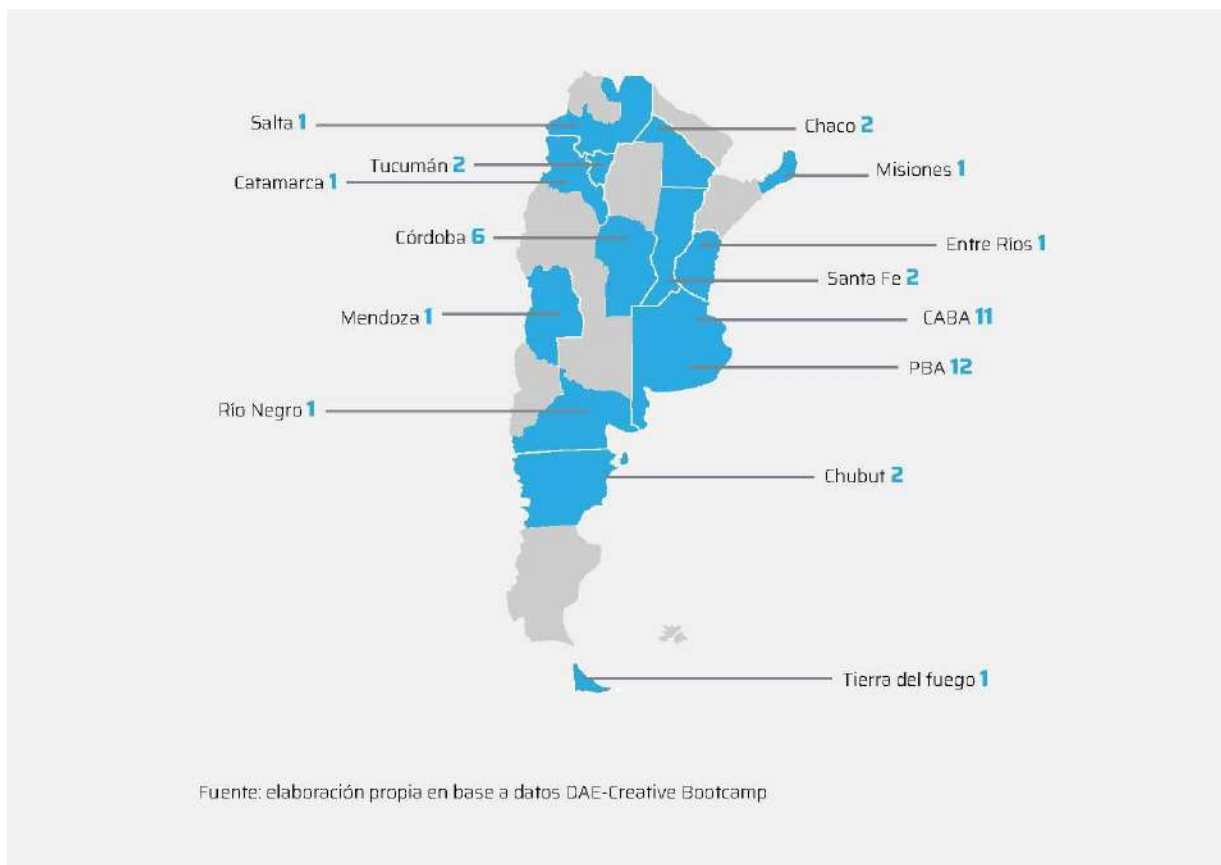 Salta 1
Chaco 2
Tucumán 2
Misiones 1
Catamarca 1
Córdoba 6
Entre Ríos 1
Santa Fe 2
Mendoza 1
CABA 11
PBA 12
Río Negro 1
Chubut 2
Tierra del fuego 1
Fuente: elaboración propia en base a datos DAE-Creative Bootcamp